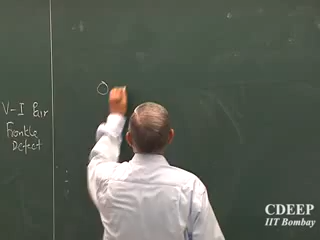 V-I Pair
Frenkle
Defect
CDEEP
IIT Bombay